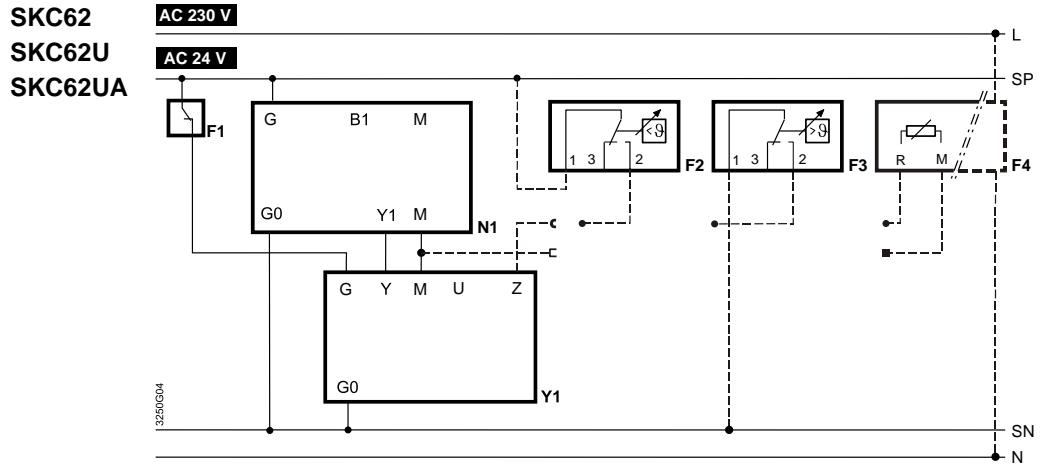 SKC62
SKC62U
SKC62UA
AC 230 V
L
AC 24 V
SP
F1
G B1 M
G0 Y1 M
N1
1 3 2
<ϑ
F2
1 3 2
>ϑ
F3
R M
F4
G Y M U Z
G0
Y1
3250G04
SN
N